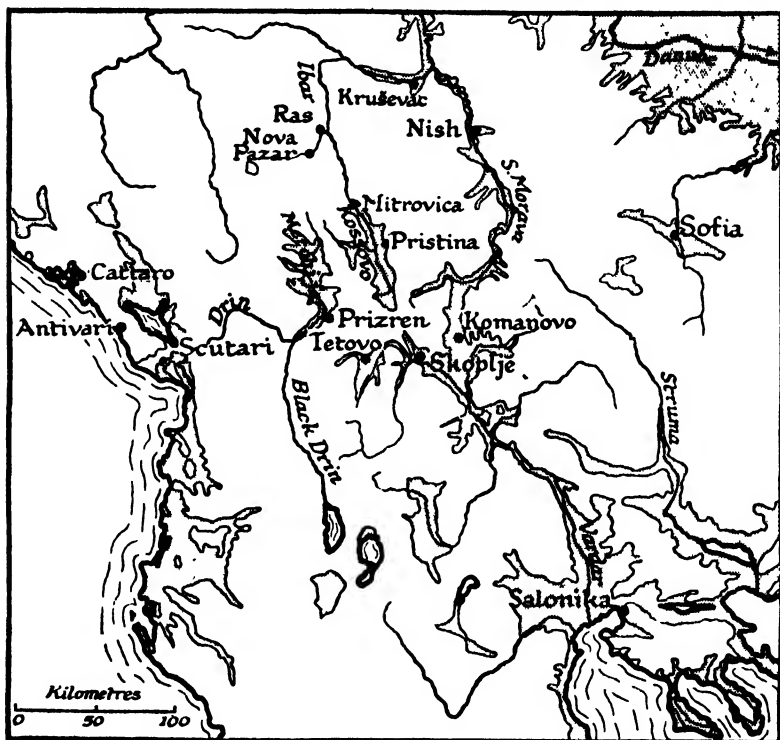 Danube
Ibar
Kruševac
Ras
Nova
Pazar
Nish
S. Morava
Mitrovica
Kossovo
Pristina
Sofia
Cattaro
Drin
Antivari
Scutari
Prizren
Tetovo
Komanovo
Skoplje
Black Drin
Struma
Vardar
Salonika
Kilometres
0 50 100